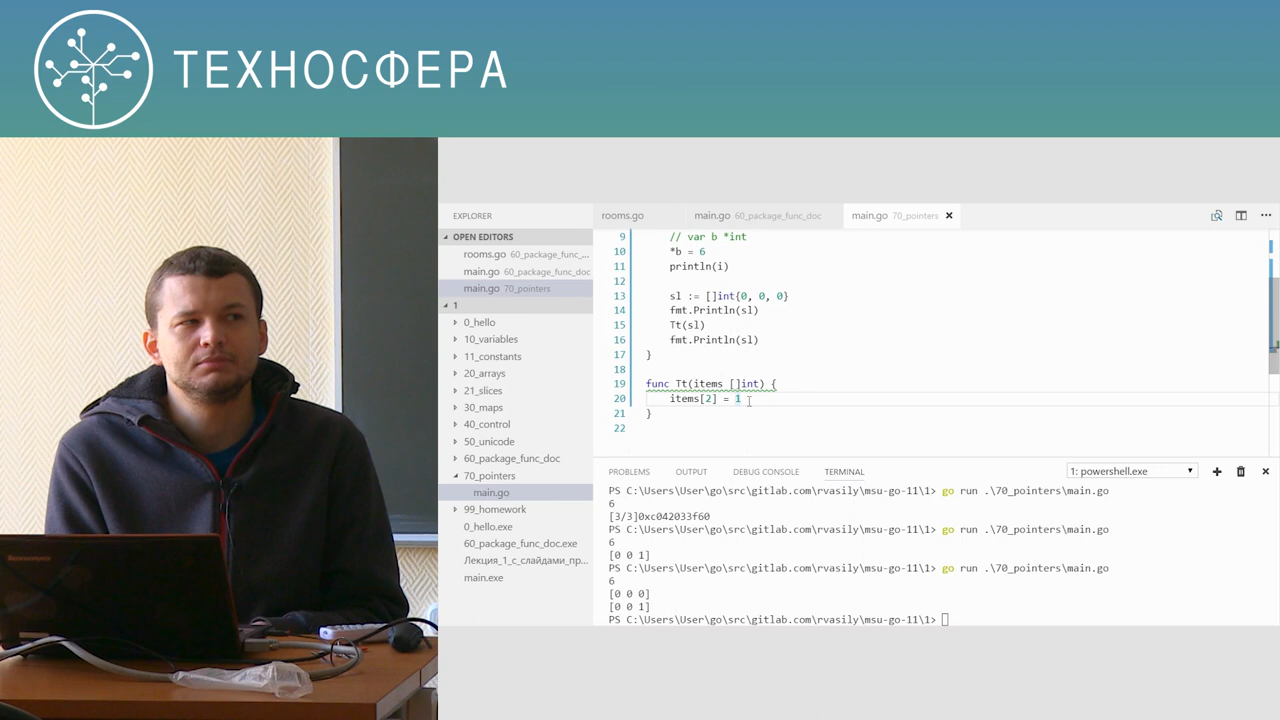 ТЕХНОСФЕРА
EXPLORER
OPEN EDITORS
rooms.go 60_package_func_...
main.go 60_package_func_doc
main.go 70_pointers
1
0_hello
10_variables
11_constants
20_arrays
21_slices
30_maps
40_control
50_unicode
60_package_func_doc
70_pointers
main.go
99_homework
0_hello.exe
60_package_func_doc.exe
Лекция_1_с_слайдами_пр...
main.exe
rooms.go main.go 60_package_func_doc main.go 70_pointers
9 // var b *int
10 *b = 6
11 println(i)
12
13 sl := []int{0, 0, 0}
14 fmt.Println(sl)
15 Tt(sl)
16 fmt.Println(sl)
17 }
18
19 func Tt(items []int) {
20 items[2] = 1
21 }
22
PROBLEMS OUTPUT DEBUG CONSOLE TERMINAL 1: powershell.exe
PS C:\Users\User\go\src\gitlab.com\rvasily\msu-go-11\1> go run .\70_pointers\main.go
6
[3/3]0xc042033f60
PS C:\Users\User\go\src\gitlab.com\rvasily\msu-go-11\1> go run .\70_pointers\main.go
6
[0 0 1]
PS C:\Users\User\go\src\gitlab.com\rvasily\msu-go-11\1> go run .\70_pointers\main.go
6
[0 0 0]
[0 0 1]
PS C:\Users\User\go\src\gitlab.com\rvasily\msu-go-11\1>